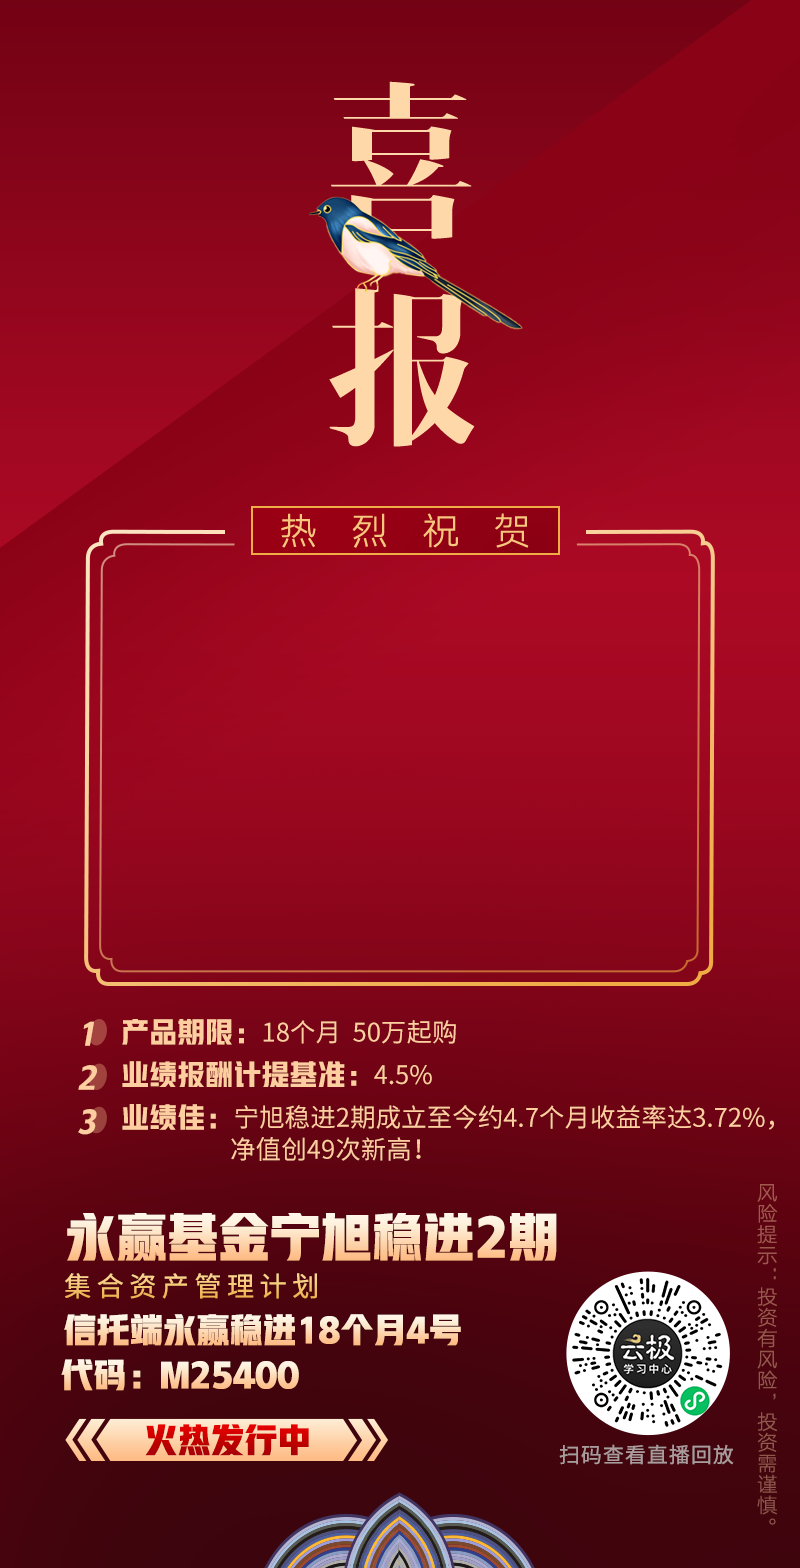 喜
报
热烈祝贺
1 产品期限：18个月 50万起购
2 业绩报酬计提基准：4.5%
3 业绩佳：宁旭稳进2期成立至今约4.7个月收益率达3.72%，
净值创49次新高！
永赢基金宁旭稳进2期
集合资产管理计划
信托端永赢稳进18个月4号
代码：M25400
火热发行中
云极
学习中心
扫码查看直播回放
风险提示：投资有风险，投资需谨慎。